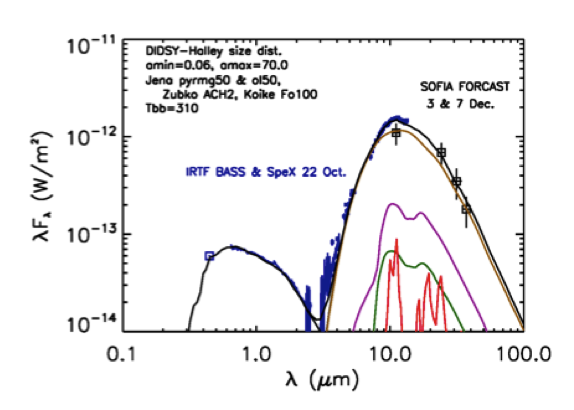 10⁻¹¹
DIDSY-Halley size dist.
amin=0.06, amax=70.0
Jena pyrmg50 & ol50,
Zubko ACH2, Koike Fo100
Tbb=310
SOFIA FORCAST
3 & 7 Dec.
10⁻¹²
IRTF BASS & SpeX 22 Oct.
λFλ (W/m²)
10⁻¹³
10⁻¹⁴
0.1 1.0 10.0 100.0
λ (μm)